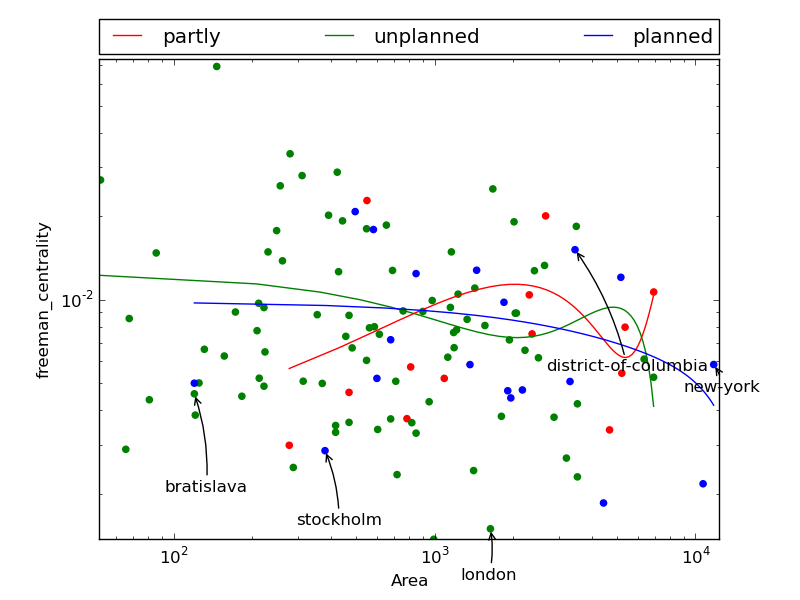 partly unplanned planned
freeman_centrality
10^-2
district-of-columbia
new-york
bratislava
stockholm
london
10^2 10^3 10^4
Area